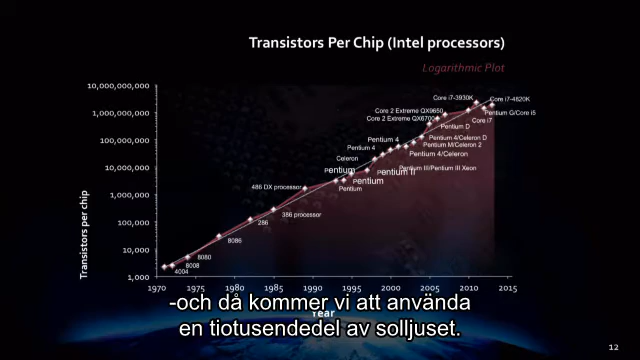 Transistors Per Chip (Intel processors)
Logarithmic Plot
10,000,000,000
1,000,000,000
100,000,000
10,000,000
1,000,000
100,000
10,000
1,000
Transistors per chip
1970 1975 1980 1985 1990 1995 2000 2005 2010 2015
Year
4004
8008
8080
8086
286
386 processor
486 DX processor
Pentium
Pentium
Pentium
Pentium II
Pentium III/Pentium III Xeon
Celeron
Pentium 4
Pentium 4
Pentium 4/Celeron
Pentium M/Celeron 2
Pentium 4/Celeron D
Pentium D
Core 2 Extreme QX6700
Core 2 Extreme QX9650
Core i7
Core i7-3930K
Core i7-4820K
Pentium G/Core i5
-och då kommer vi att använda
en tiotusendedel av solljuset.
12